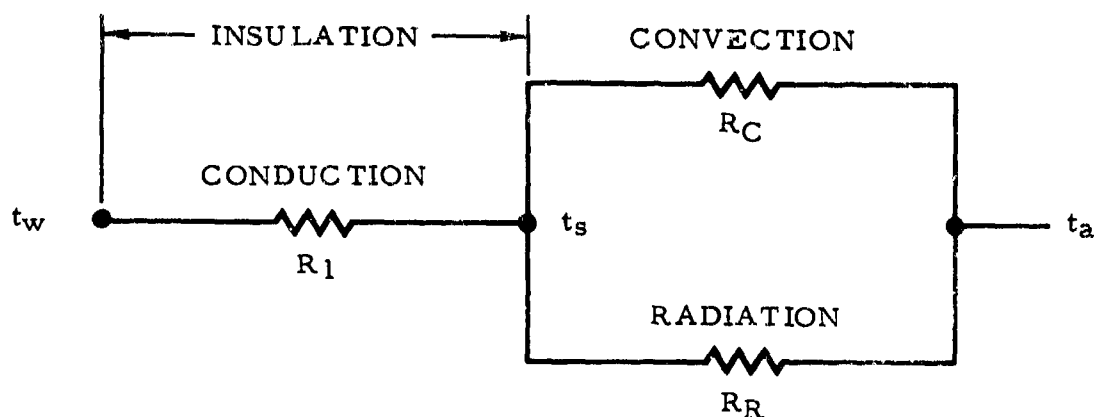 INSULATION
CONVECTION
R_C
CONDUCTION
t_w
t_s
t_a
R_1
RADIATION
R_R